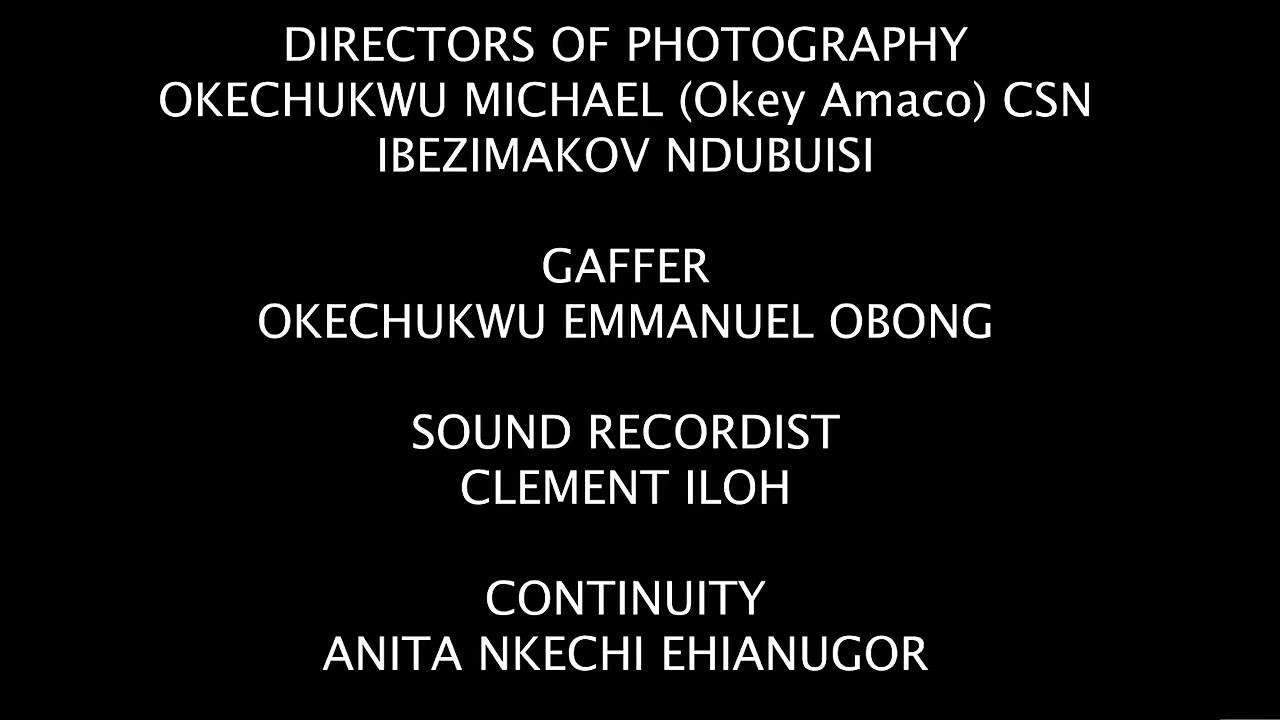 DIRECTORS OF PHOTOGRAPHY
OKECHUKWU MICHAEL (Okey Amaco) CSN
IBEZIMAKOV NDUBUISI
GAFFER
OKECHUKWU EMMANUEL OBONG
SOUND RECORDIST
CLEMENT ILOH
CONTINUITY
ANITA NKECHI EHIANUGOR